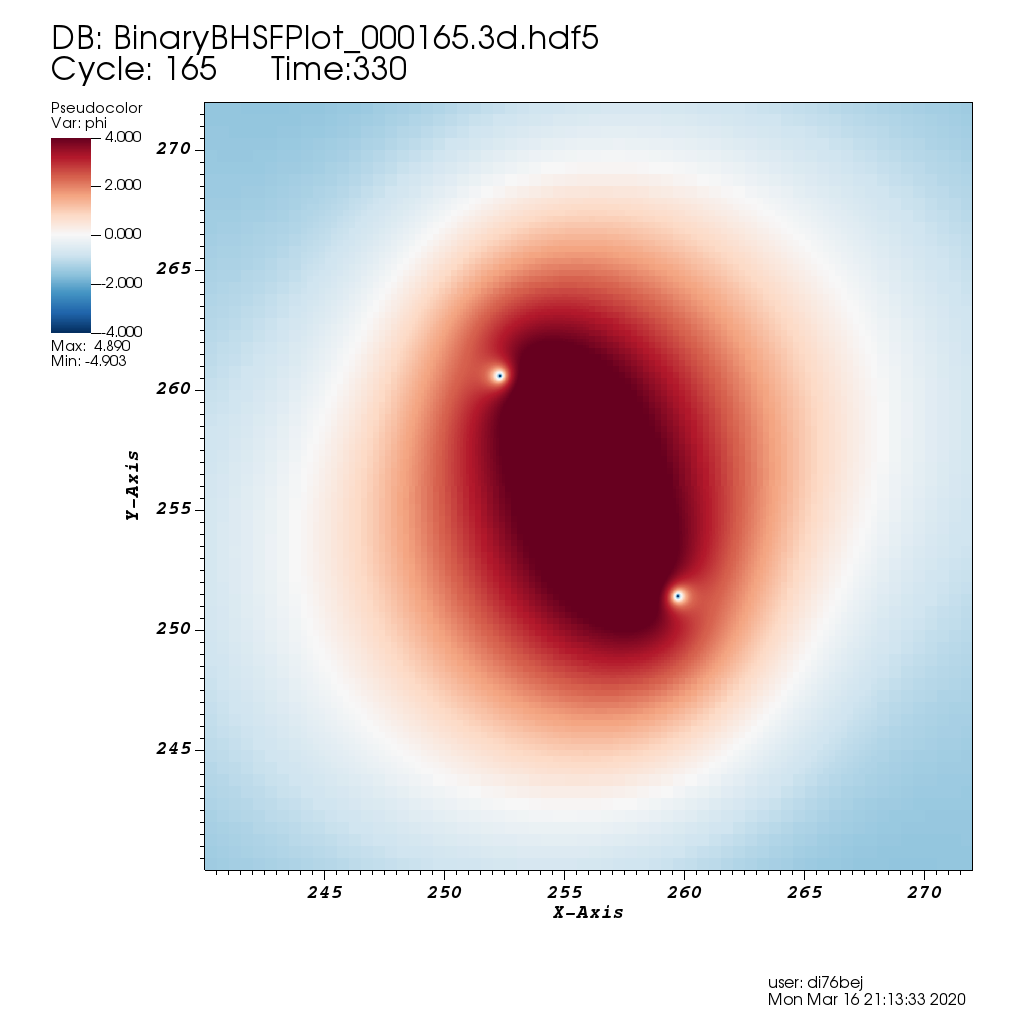 DB: BinaryBHSFPlot_000165.3d.hdf5
Cycle: 165 Time:330
Pseudocolor
Var: phi
4.000
2.000
0.000
-2.000
-4.000
Max: 4.890
Min: -4.903
270
265
260
255
250
245
Y-Axis
245 250 255 260 265 270
X-Axis
user: di76bej
Mon Mar 16 21:13:33 2020